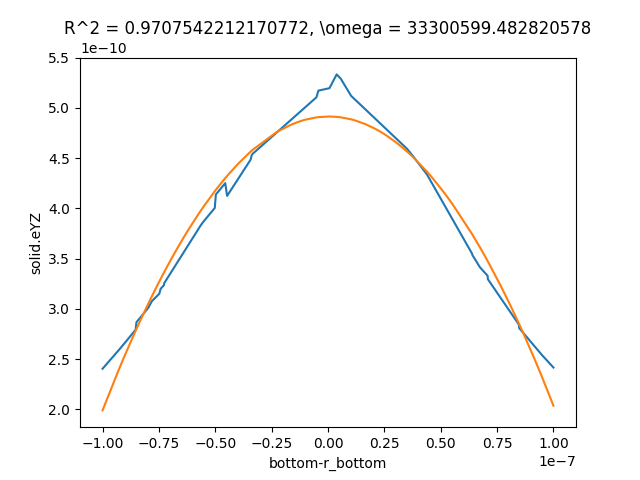 R^2 = 0.9707542212170772, \omega = 33300599.482820578
1e−10
5.5
5.0
4.5
4.0
3.5
3.0
2.5
2.0
solid.eYZ
−1.00 −0.75 −0.50 −0.25 0.00 0.25 0.50 0.75 1.00
bottom-r_bottom
1e−7